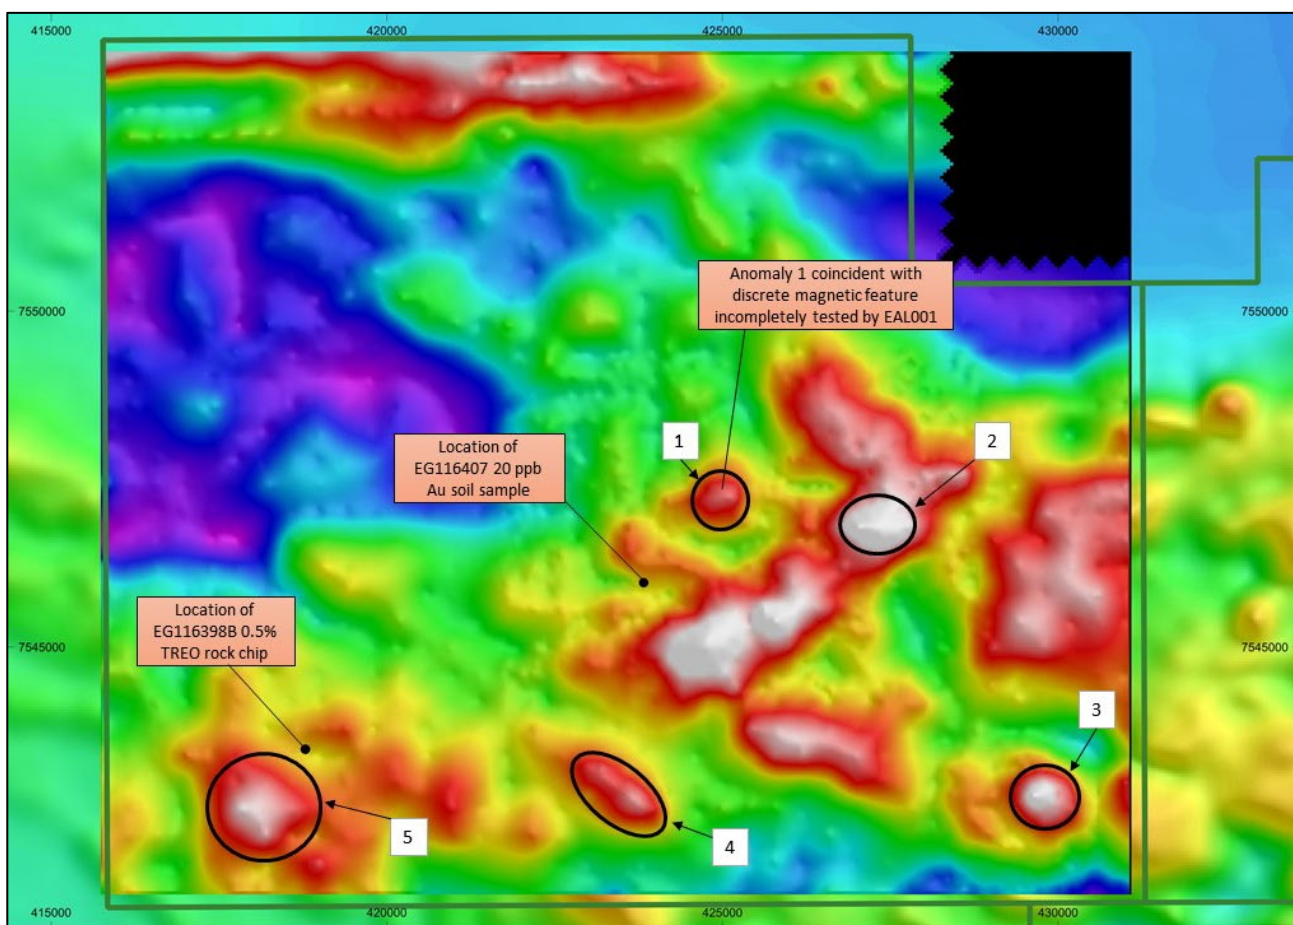 415000
420000
425000
430000
Anomaly 1 coincident with
discrete magnetic feature
incompletely tested by EAL001
7550000
7550000
1
2
Location of
EG116407 20 ppb
Au soil sample
Location of
EG116398B 0.5%
TREO rock chip
7545000
7545000
3
5
4
415000
420000
425000
430000